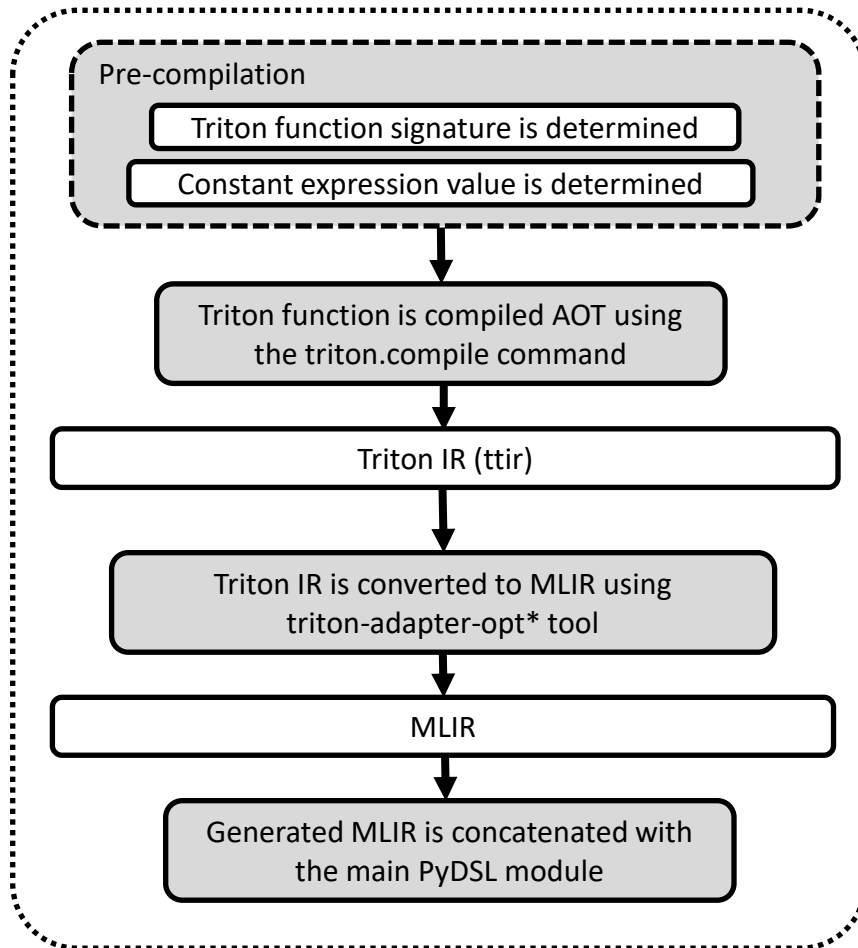 Pre-compilation
Triton function signature is determined
Constant expression value is determined
Triton function is compiled AOT using
the triton.compile command
Triton IR (ttir)
Triton IR is converted to MLIR using
triton-adapter-opt* tool
MLIR
Generated MLIR is concatenated with
the main PyDSL module